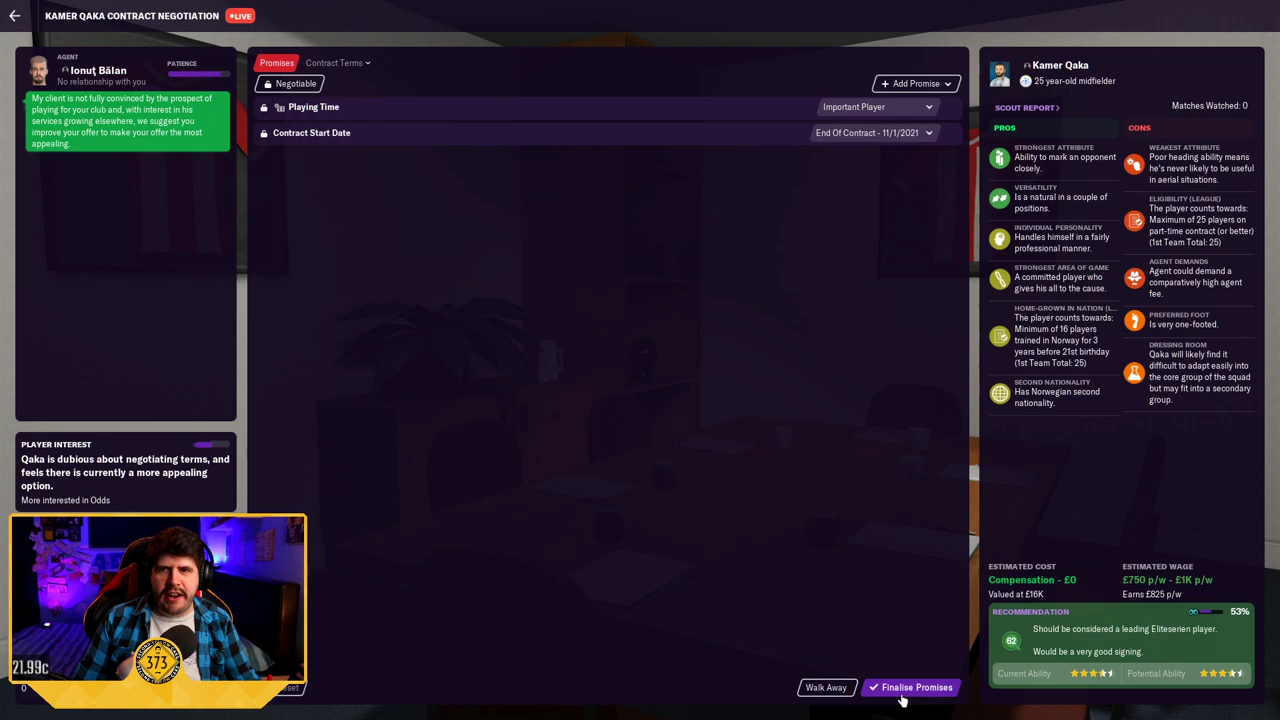 KAMER QAKA CONTRACT NEGOTIATION
LIVE
AGENT
Ionuţ Bălan
No relationship with you
PATIENCE
My client is not fully convinced by the prospect of
playing for your club and, with interest in his
services growing elsewhere, we suggest you
improve your offer to make your offer the most
appealing.
PLAYER INTEREST
Qaka is dubious about negotiating terms, and
feels there is currently a more appealing
option.
More interested in Odds
373
21.99c
0
Promises
Contract Terms
Negotiable
Add Promise
Playing Time
Important Player
Contract Start Date
End Of Contract - 11/1/2021
Walk Away
Finalise Promises
Kamer Qaka
25 year-old midfielder
SCOUT REPORT >
Matches Watched: 0
PROS
STRONGEST ATTRIBUTE
Ability to mark an opponent
closely.
VERSATILITY
Is a natural in a couple of
positions.
INDIVIDUAL PERSONALITY
Handles himself in a fairly
professional manner.
STRONGEST AREA OF GAME
A committed player who
gives his all to the cause.
HOME-GROWN IN NATION (L...
The player counts towards:
Minimum of 16 players
trained in Norway for 3
years before 21st birthday
(1st Team Total: 25)
SECOND NATIONALITY
Has Norwegian second
nationality.
CONS
WEAKEST ATTRIBUTE
Poor heading ability means
he's never likely to be useful
in aerial situations.
ELIGIBILITY (LEAGUE)
The player counts towards:
Maximum of 25 players on
part-time contract (or better)
(1st Team Total: 25)
AGENT DEMANDS
Agent could demand a
comparatively high agent
fee.
PREFERRED FOOT
Is very one-footed.
DRESSING ROOM
Qaka will likely find it
difficult to adapt easily into
the core group of the squad
but may fit into a secondary
group.
ESTIMATED COST
Compensation - £0
Valued at £16K
ESTIMATED WAGE
£750 p/w - £1K p/w
Earns £825 p/w
RECOMMENDATION
53%
62
Should be considered a leading Eliteserien player.
Would be a very good signing.
Current Ability
Potential Ability